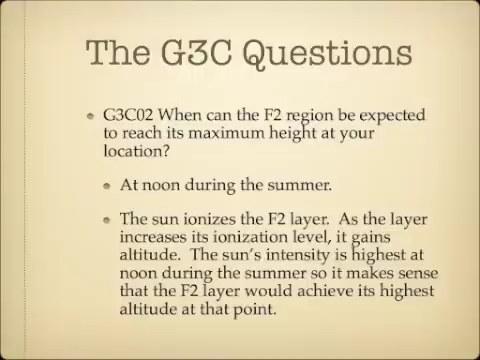 The G3C Questions
G3C02 When can the F2 region be expected
to reach its maximum height at your
location?
At noon during the summer.
The sun ionizes the F2 layer.  As the layer
increases its ionization level, it gains
altitude.  The sun's intensity is highest at
noon during the summer so it makes sense
that the F2 layer would achieve its highest
altitude at that point.